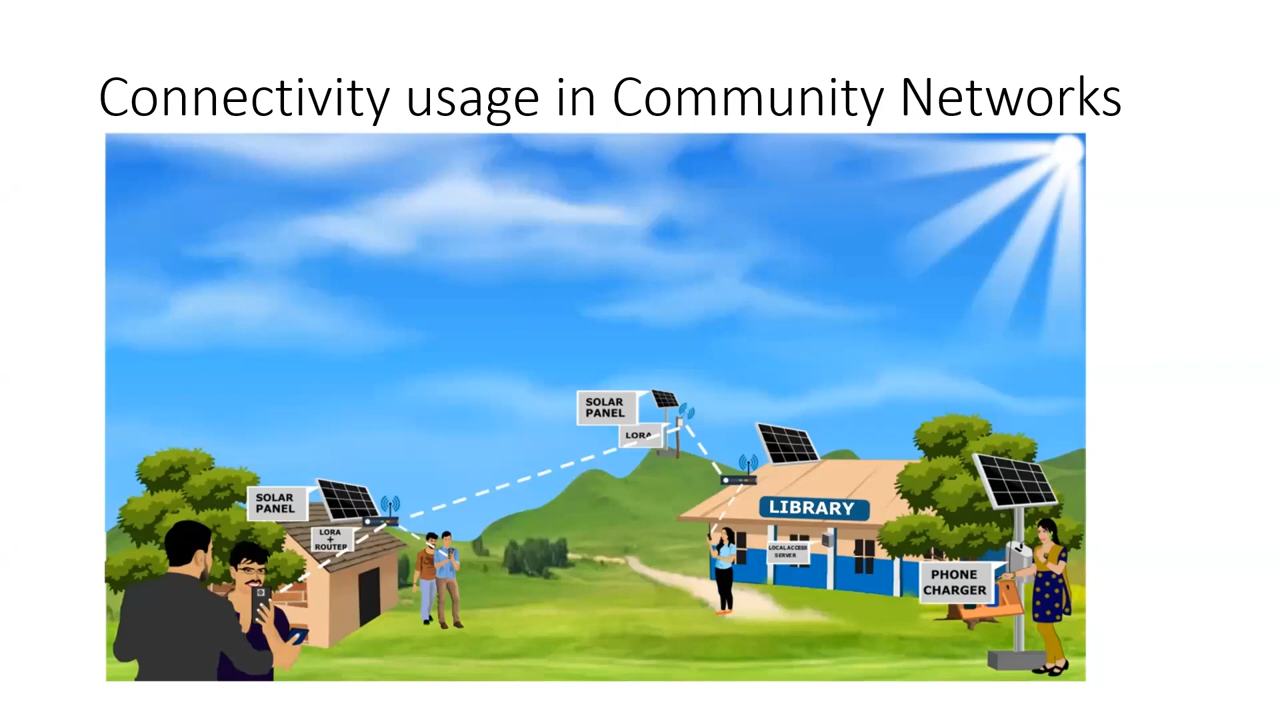 Connectivity usage in Community Networks
SOLAR
PANEL
LORA
SOLAR
PANEL
LORA
+
ROUTER
LIBRARY
LOCAL ACCESS
SERVER
PHONE
CHARGER